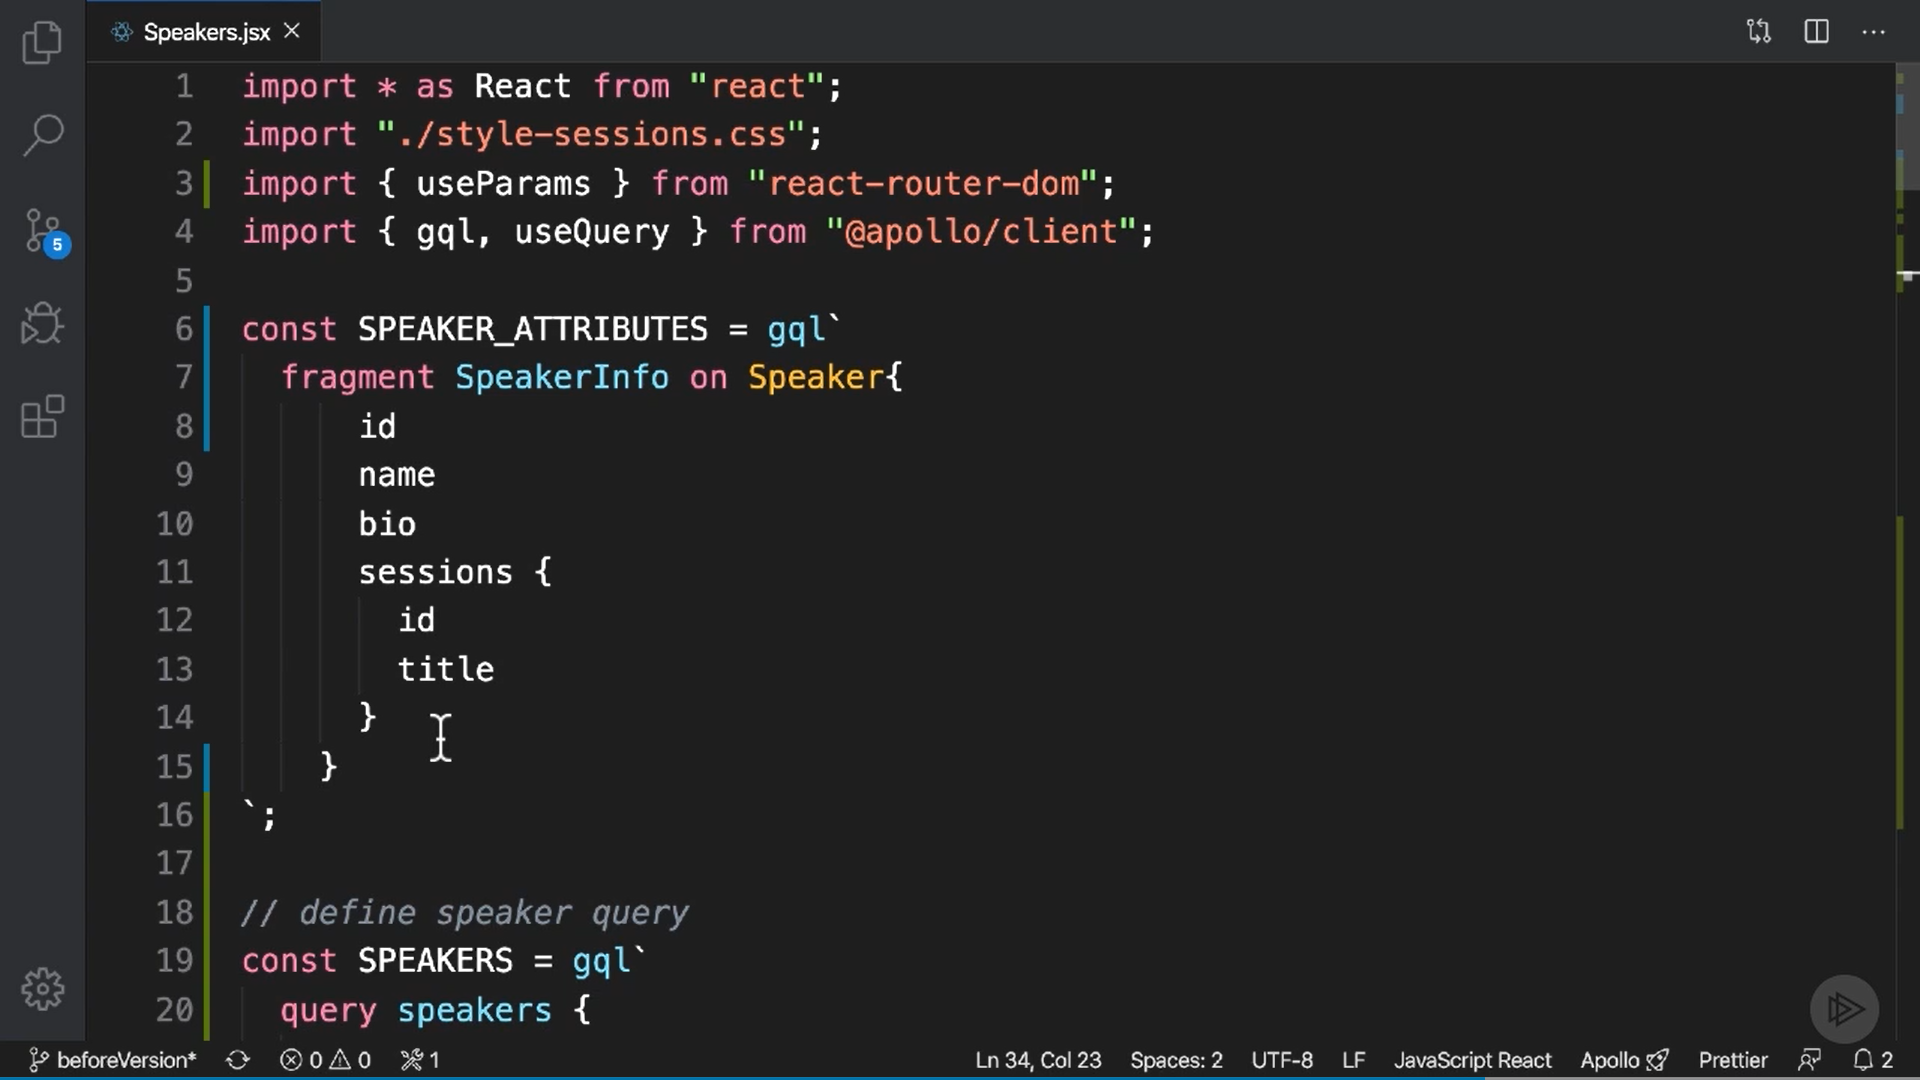 Speakers.jsx
1 import * as React from "react";
2 import "./style-sessions.css";
3 import { useParams } from "react-router-dom";
4 import { gql, useQuery } from "@apollo/client";
5
6 const SPEAKER_ATTRIBUTES = gql`
7 fragment SpeakerInfo on Speaker{
8 id
9 name
10 bio
11 sessions {
12 id
13 title
14 }
15 }
16 `;
17
18 // define speaker query
19 const SPEAKERS = gql`
20 query speakers {
5
beforeVersion* 0 0 1 Ln 34, Col 23 Spaces: 2 UTF-8 LF JavaScript React Apollo Prettier 2